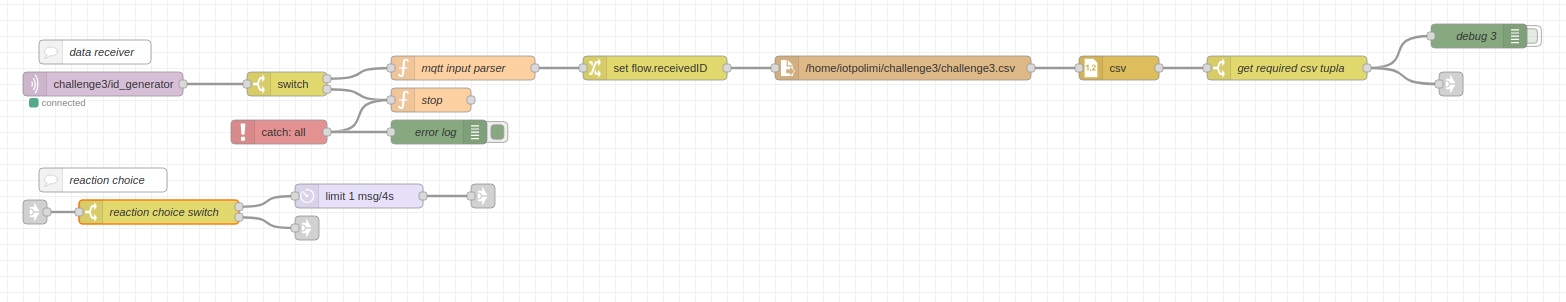 debug 3
data receiver
mqtt input parser
set flow.receivedID
/home/iotpolimi/challenge3/challenge3.csv
1,2
csv
get required csv tupla
challenge3/id_generator
switch
connected
stop
catch: all
error log
reaction choice
limit 1 msg/4s
reaction choice switch